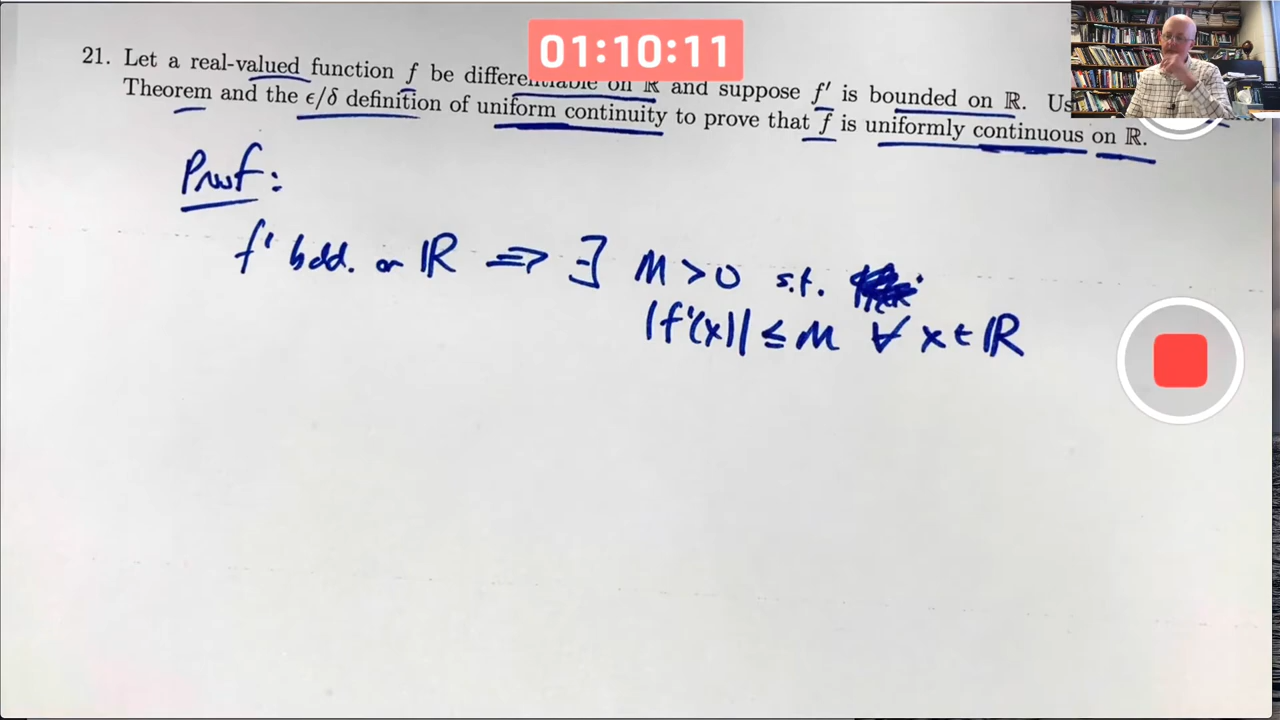 01:10:11
21. Let a real-valued function f be differentiable on ℝ and suppose f′ is bounded on ℝ. Us
Theorem and the ϵ/δ definition of uniform continuity to prove that f is uniformly continuous on ℝ.
Proof:
f' bdd. on ℝ ⇒ ∃ M > 0 s.t.
|f'(x)| ≤ M ∀ x ∈ ℝ